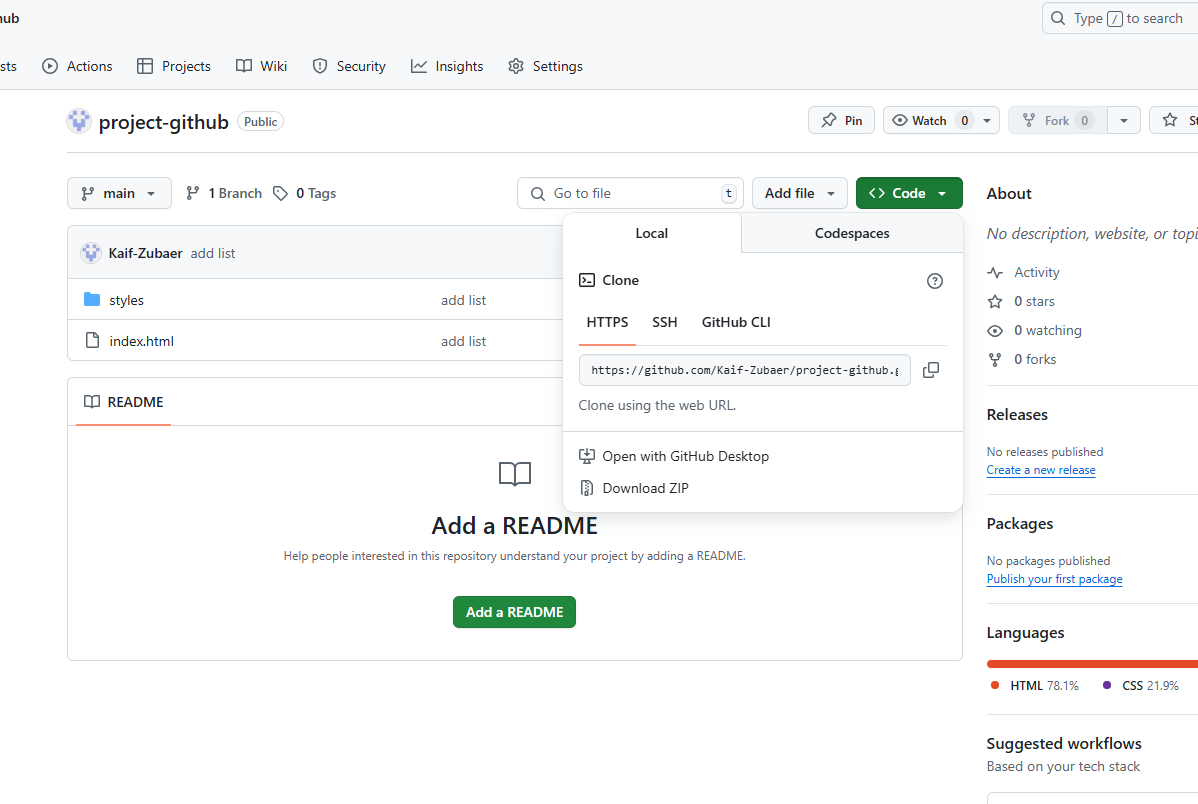 Type / to search
Actions Projects Wiki Security Insights Settings
project-github Public
Pin Watch 0 Fork 0
main 1 Branch 0 Tags Go to file t Add file Code
Local Codespaces
Clone
HTTPS SSH GitHub CLI
https://github.com/Kaif-Zubaer/project-github.g
Clone using the web URL.
Open with GitHub Desktop
Download ZIP
Kaif-Zubaer add list
styles add list
index.html add list
README
Add a README
Help people interested in this repository understand your project by adding a README.
Add a README
About
No description, website, or
Activity
0 stars
0 watching
0 forks
Releases
No releases published
Create a new release
Packages
No packages published
Publish your first package
Languages
HTML 78.1% CSS 21.9%
Suggested workflows
Based on your tech stack